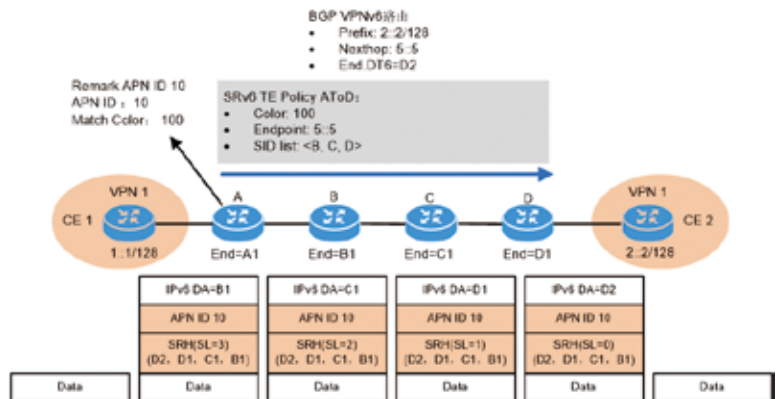 BGP VPNv6路由
• Prefix: 2::2/128
• Nexthop: 5::5
• End.DT6=D2
Remark APN ID 10
APN ID： 10
Match Color： 100
SRv6 TE Policy AToD：
• Color: 100
• Endpoint: 5::5
• SID list: <B, C, D>
VPN 1
A
B
C
D
VPN 1
CE 1
CE 2
1::1/128
End=A1
End=B1
End=C1
End=D1
2::2/128
IPv6 DA=B1
IPv6 DA=C1
IPv6 DA=D1
IPv6 DA=D2
APN ID 10
APN ID 10
APN ID 10
APN ID 10
SRH(SL=3)
(D2，D1，C1，B1)
SRH(SL=2)
(D2，D1，C1，B1)
SRH(SL=1)
(D2，D1，C1，B1)
SRH(SL=0)
(D2，D1，C1，B1)
Data
Data
Data
Data
Data
Data